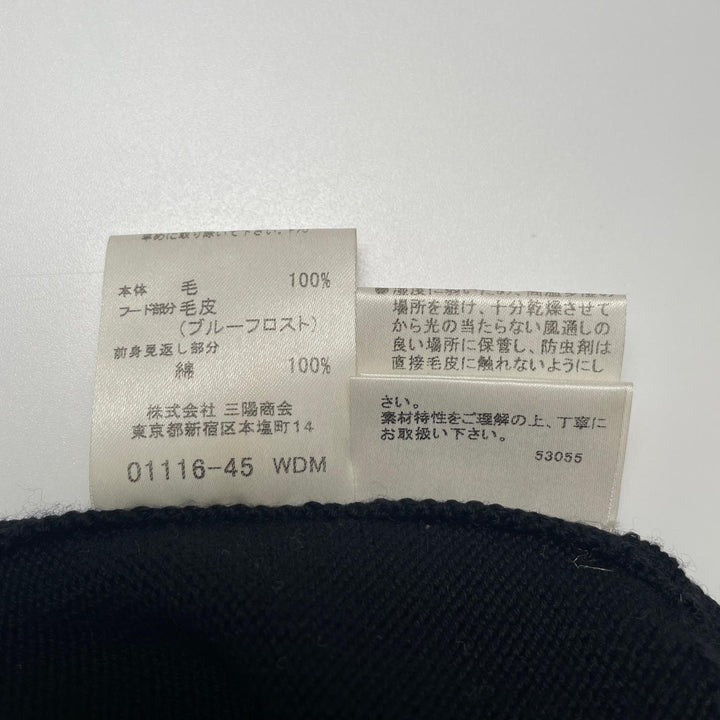 本体 毛 100%
フード部分 毛皮
(ブルーフロスト)
前身見返し部分
綿 100%
株式会社 三陽商会
東京都新宿区本塩町14
01116-45 WDM
場所を避け、十分乾燥させて
から光の当たらない風通しの
良い場所に保管し、防虫剤は
直接毛皮に触れないようにし
さい。
素材特性をご理解の上、丁寧に
お取扱い下さい。
53055